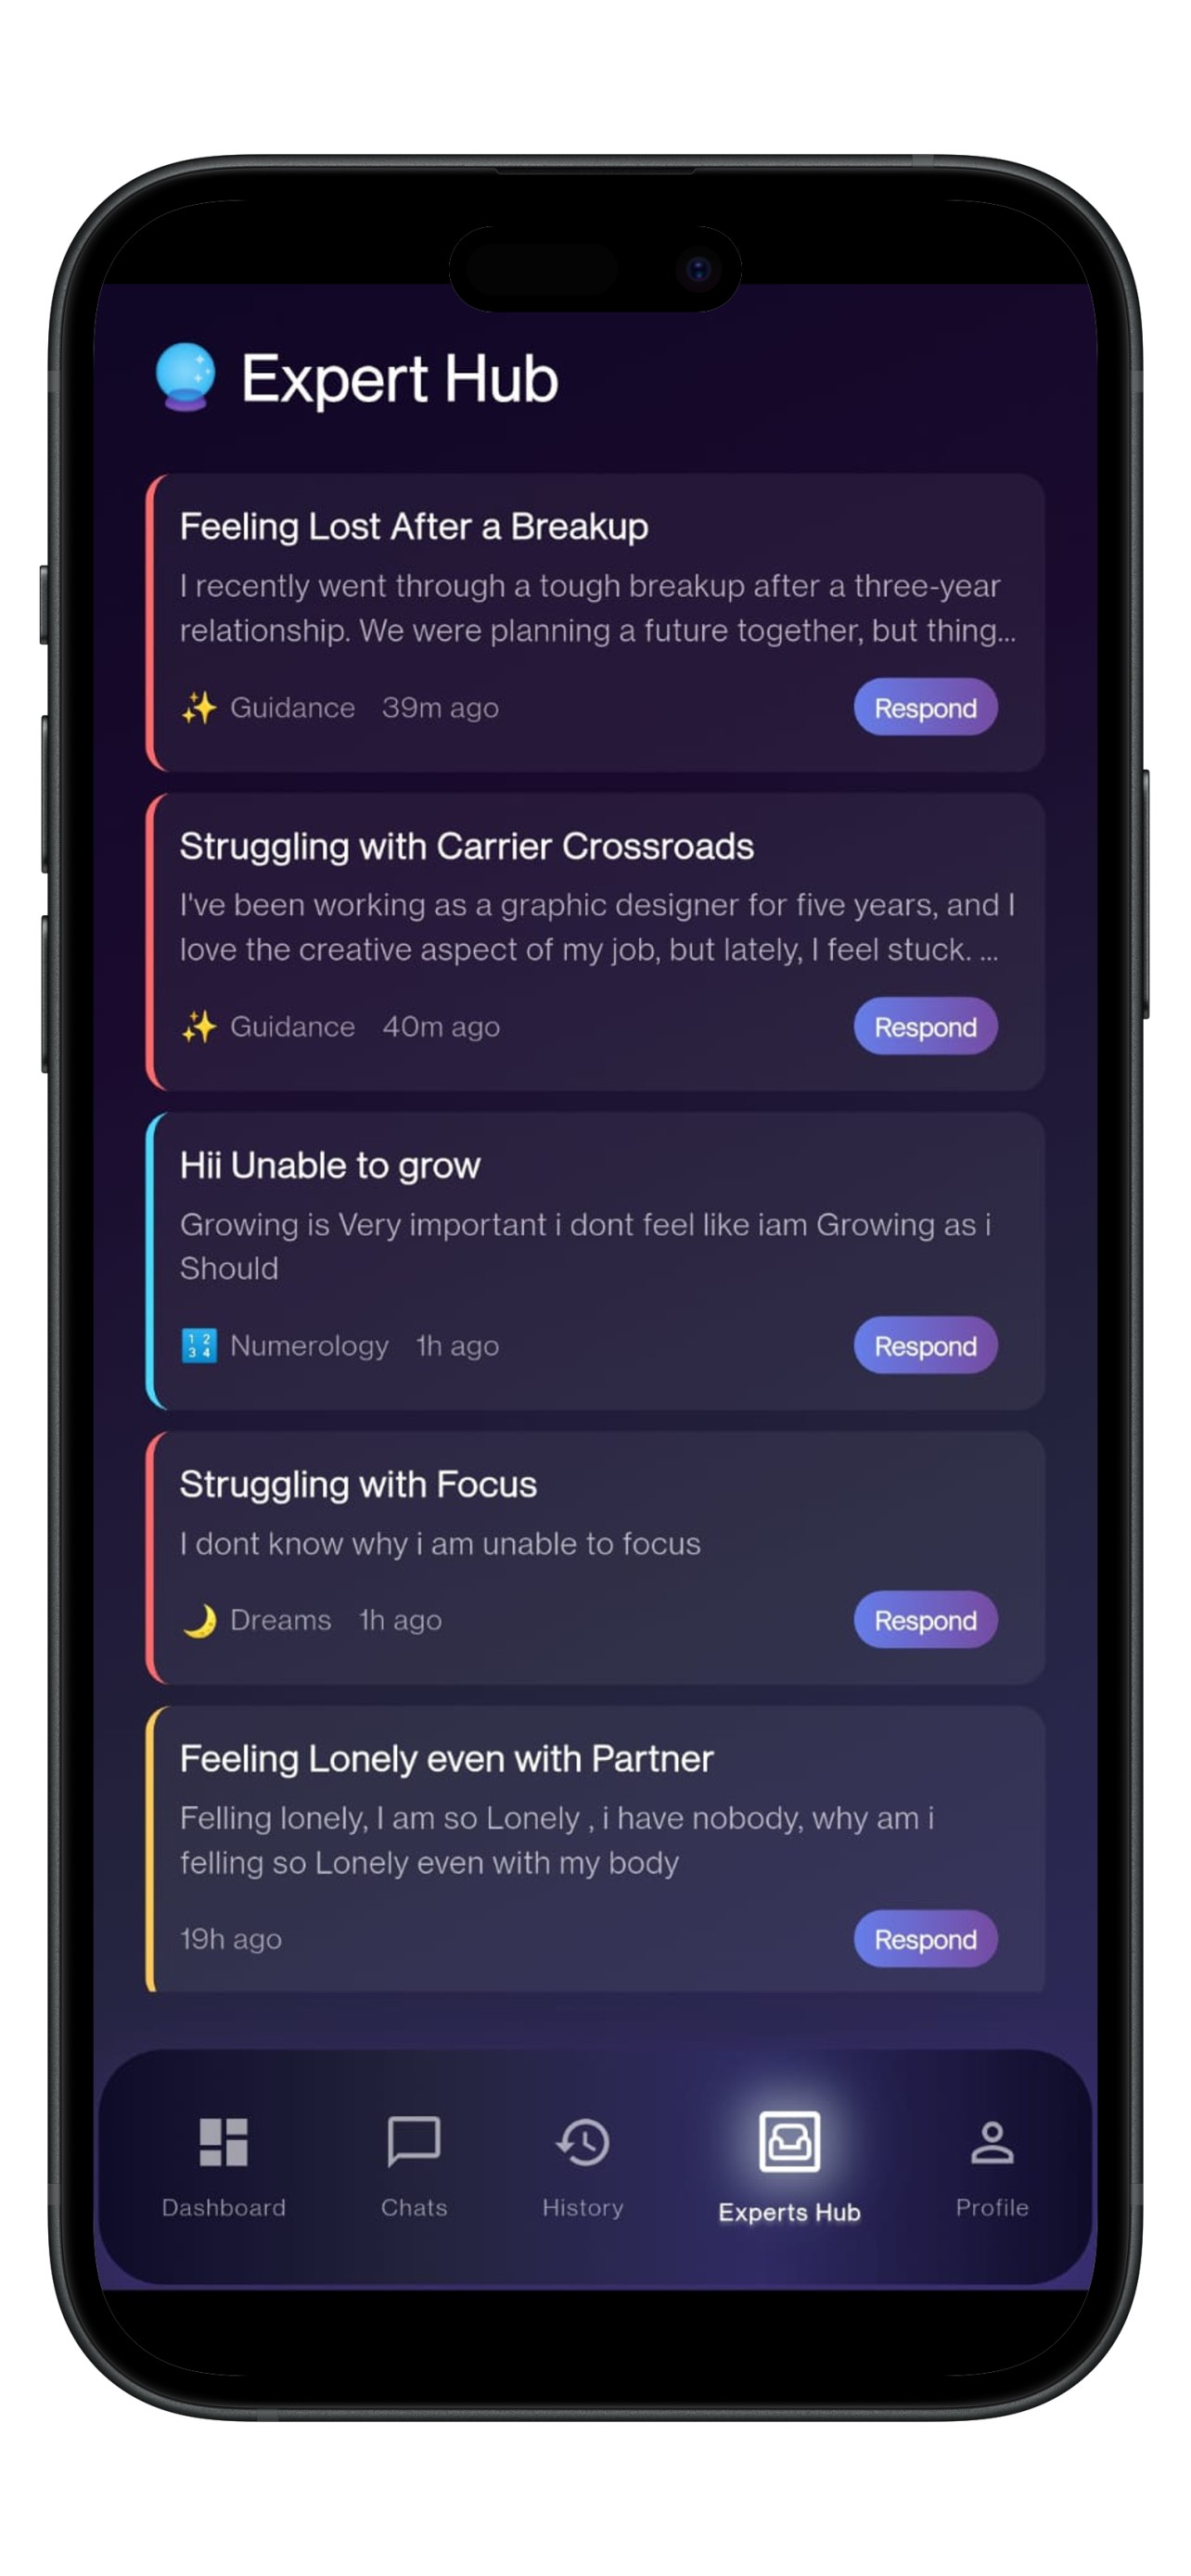 Expert Hub
Feeling Lost After a Breakup
I recently went through a tough breakup after a three-year
relationship. We were planning a future together, but thing...
Guidance 39m ago
Respond
Struggling with Carrier Crossroads
I've been working as a graphic designer for five years, and I
love the creative aspect of my job, but lately, I feel stuck. ...
Guidance 40m ago
Respond
Hii Unable to grow
Growing is Very important i dont feel like iam Growing as i
Should
1 2
3 4
Numerology 1h ago
Respond
Struggling with Focus
I dont know why i am unable to focus
Dreams 1h ago
Respond
Feeling Lonely even with Partner
Felling lonely, I am so Lonely , i have nobody, why am i
felling so Lonely even with my body
19h ago
Respond
Dashboard
Chats
History
Experts Hub
Profile